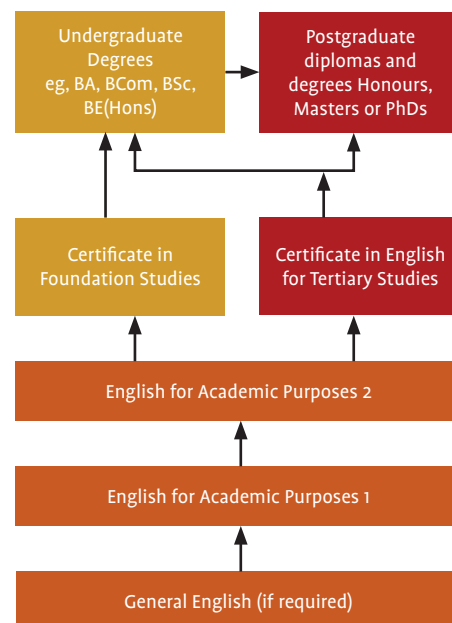 Undergraduate
Degrees
eg, BA, BCom, BSc,
BE(Hons)
Postgraduate
diplomas and
degrees Honours,
Masters or PhDs
Certificate in
Foundation Studies
Certificate in English
for Tertiary Studies
English for Academic Purposes 2
English for Academic Purposes 1
General English (if required)